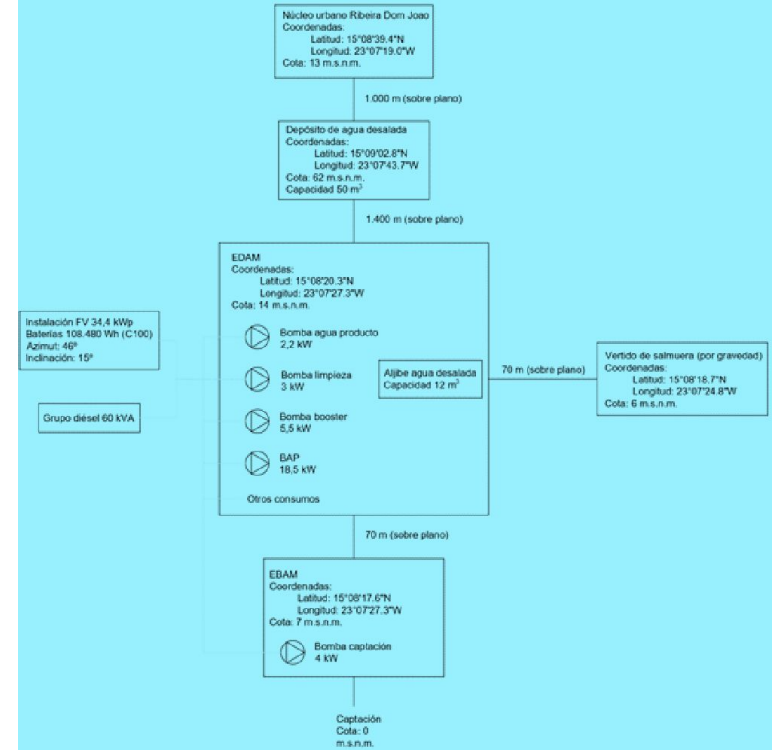 Núcleo urbano Ribeira Dom Joao
Coordenadas:
Latitud: 15°08'39.4"N
Longitud: 23°07'19.0"W
Cota: 13 m.s.n.m.
1.000 m (sobre plano)
Depósito de agua desalada
Coordenadas:
Latitud: 15°09'02.8"N
Longitud: 23°07'43.7"W
Cota: 62 m.s.n.m.
Capacidad 50 m³
1.400 m (sobre plano)
EDAM
Coordenadas:
Latitud: 15°08'20.3"N
Longitud: 23°07'27.3"W
Cota: 14 m.s.n.m.
Bomba agua producto
2,2 kW
Bomba limpieza
3 kW
Bomba booster
5,5 kW
BAP
18,5 kW
Otros consumos
Aljibe agua desalada
Capacidad 12 m³
Instalación FV 34,4 kWp
Baterías 108.480 Wh (C100)
Azimut: 46º
Inclinación: 15º
Grupo diésel 60 kVA
70 m (sobre plano)
Vertido de salmuera (por gravedad)
Coordenadas:
Latitud: 15°08'18.7"N
Longitud: 23°07'24.8"W
Cota: 6 m.s.n.m.
70 m (sobre plano)
EBAM
Coordenadas:
Latitud: 15°08'17.6"N
Longitud: 23°07'27.3"W
Cota: 7 m.s.n.m.
Bomba captación
4 kW
Captación
Cota: 0
m.s.n.m.